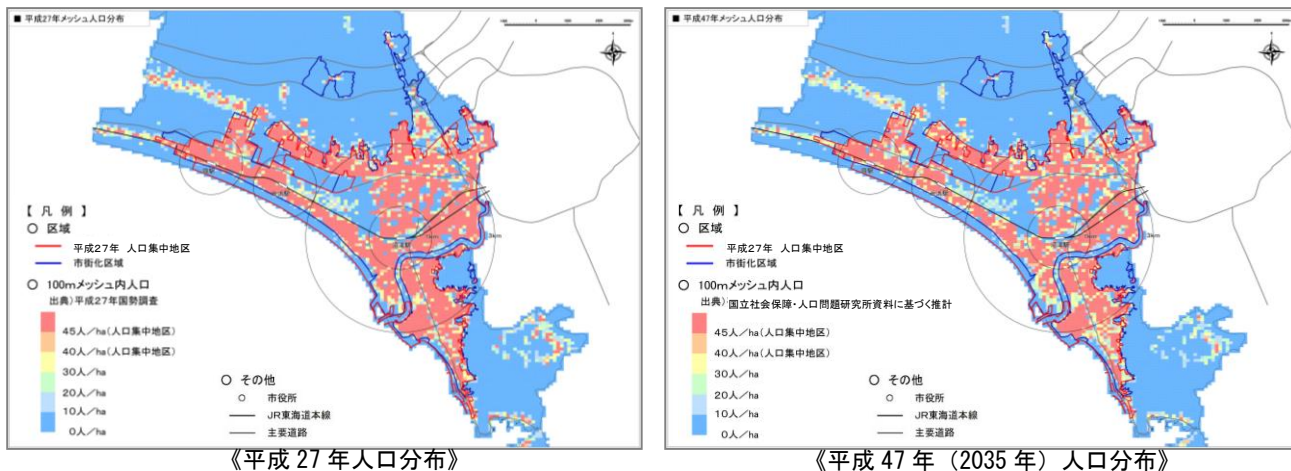 ■ 平成27年メッシュ人口分布
【 凡 例 】
○ 区域
平成27年 人口集中地区
市街化区域
○ 100mメッシュ内人口
出典）平成27年国勢調査
45人/ha(人口集中地区)
40人/ha(人口集中地区)
30人/ha
20人/ha
10人/ha
0人/ha
○ その他
市役所
JR東海道本線
主要道路
《平成 27 年人口分布》
■ 平成47年メッシュ人口分布
【 凡 例 】
○ 区域
平成27年 人口集中地区
市街化区域
○ 100mメッシュ内人口
出典）国立社会保障・人口問題研究所資料に基づく推計
45人/ha(人口集中地区)
40人/ha(人口集中地区)
30人/ha
20人/ha
10人/ha
0人/ha
○ その他
市役所
JR東海道本線
主要道路
《平成 47 年（2035 年）人口分布》